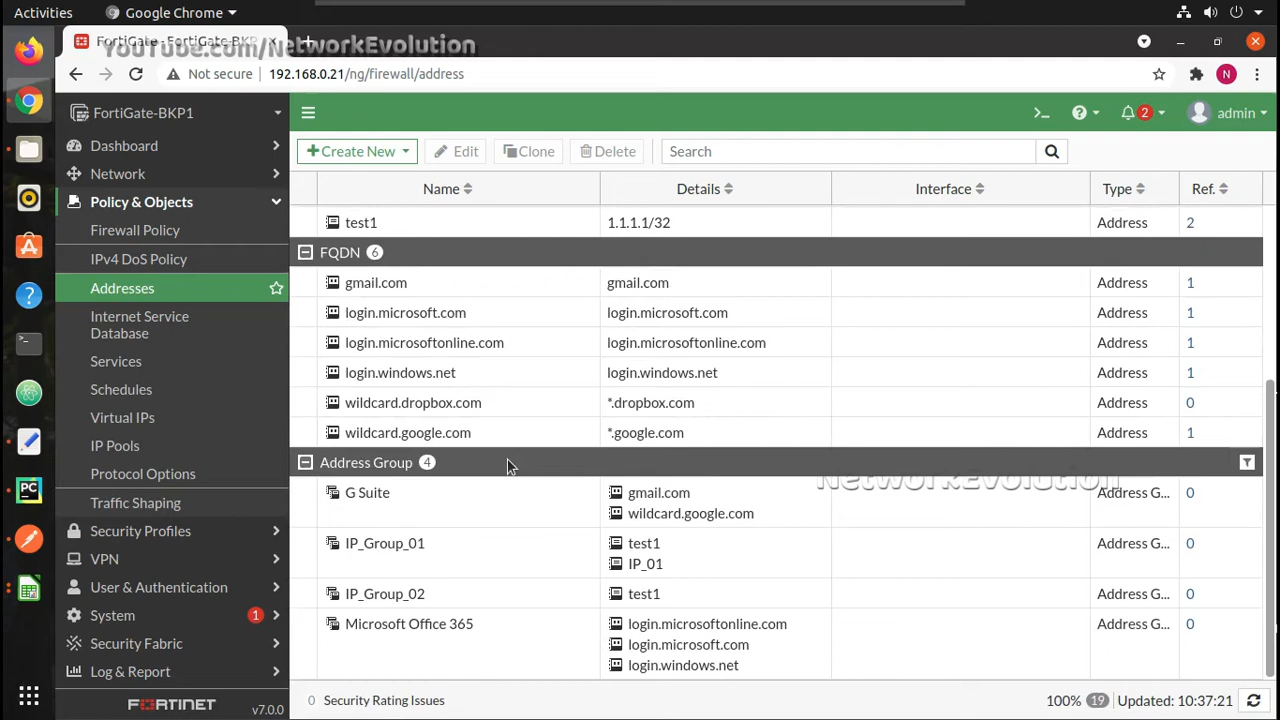 Activities
Google Chrome
FortiGate - FortiGate-BKP
YouTube.com/NetworkEvolution
Not secure
192.168.0.21/ng/firewall/address
N
FortiGate-BKP1
2
admin
Dashboard
Network
Policy & Objects
Firewall Policy
IPv4 DoS Policy
Addresses
Internet Service
Database
Services
Schedules
Virtual IPs
IP Pools
Protocol Options
Traffic Shaping
Security Profiles
VPN
User & Authentication
System 1
Security Fabric
Log & Report
FORTINET v7.0.0
+Create New Edit Clone Delete Search
Name Details Interface Type Ref.
test1 1.1.1.1/32 Address 2
FQDN 6
gmail.com gmail.com Address 1
login.microsoft.com login.microsoft.com Address 1
login.microsoftonline.com login.microsoftonline.com Address 1
login.windows.net login.windows.net Address 1
wildcard.dropbox.com *.dropbox.com Address 0
wildcard.google.com *.google.com Address 1
Address Group 4
NetworkEvolution
G Suite gmail.com Address G... 0
wildcard.google.com
IP_Group_01 test1 Address G... 0
IP_01
IP_Group_02 test1 Address G... 0
Microsoft Office 365 login.microsoftonline.com Address G... 0
login.microsoft.com
login.windows.net
0 Security Rating Issues 100% 19 Updated: 10:37:21